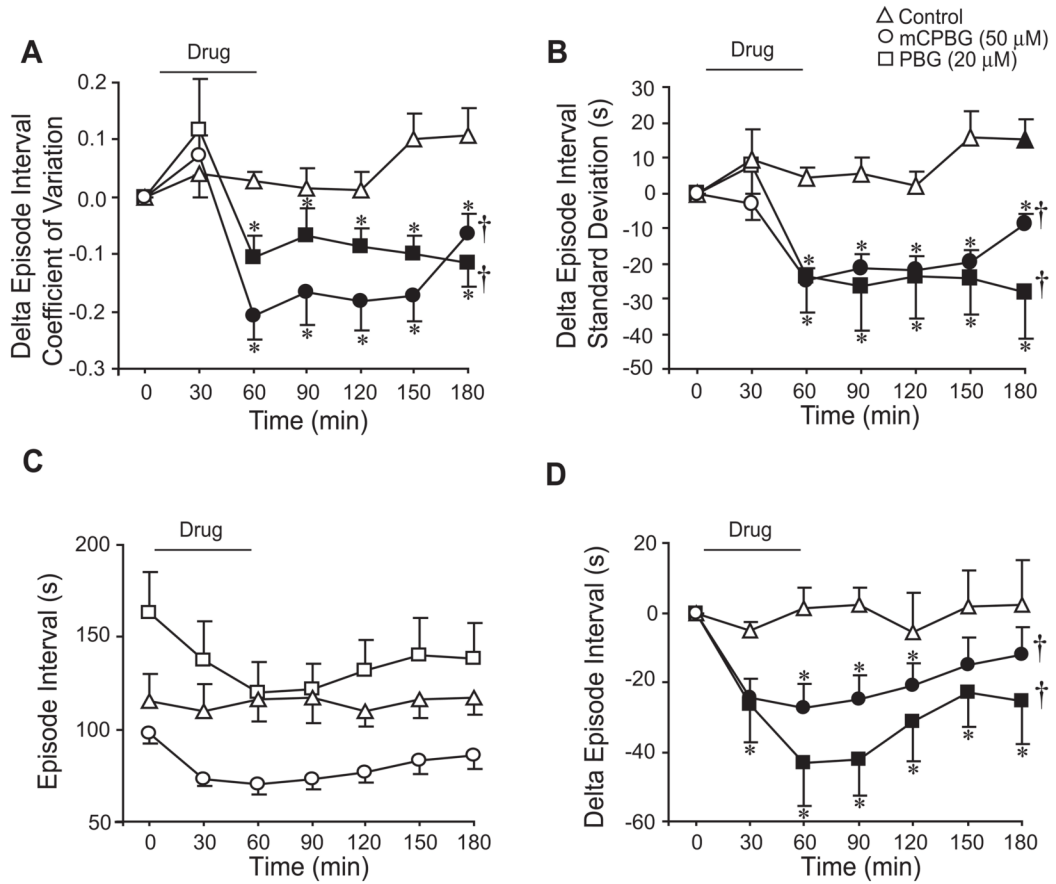 Control
mCPBG (50 µM)
PBG (20 µM)
A
Drug
Delta Episode Interval
Coefficient of Variation
0.2
0.1
0.0
-0.1
-0.2
-0.3
* * * * * †
* * * * * †
0 30 60 90 120 150 180
Time (min)
B
Drug
Delta Episode Interval
Standard Deviation (s)
30
20
10
0
-10
-20
-30
-40
-50
* * * * * †
* * * * * †
0 30 60 90 120 150 180
Time (min)
C
Drug
Episode Interval (s)
200
150
100
50
0 30 60 90 120 150 180
Time (min)
D
Drug
Delta Episode Interval (s)
20
0
-20
-40
-60
* * * †
* * * * * * †
0 30 60 90 120 150 180
Time (min)